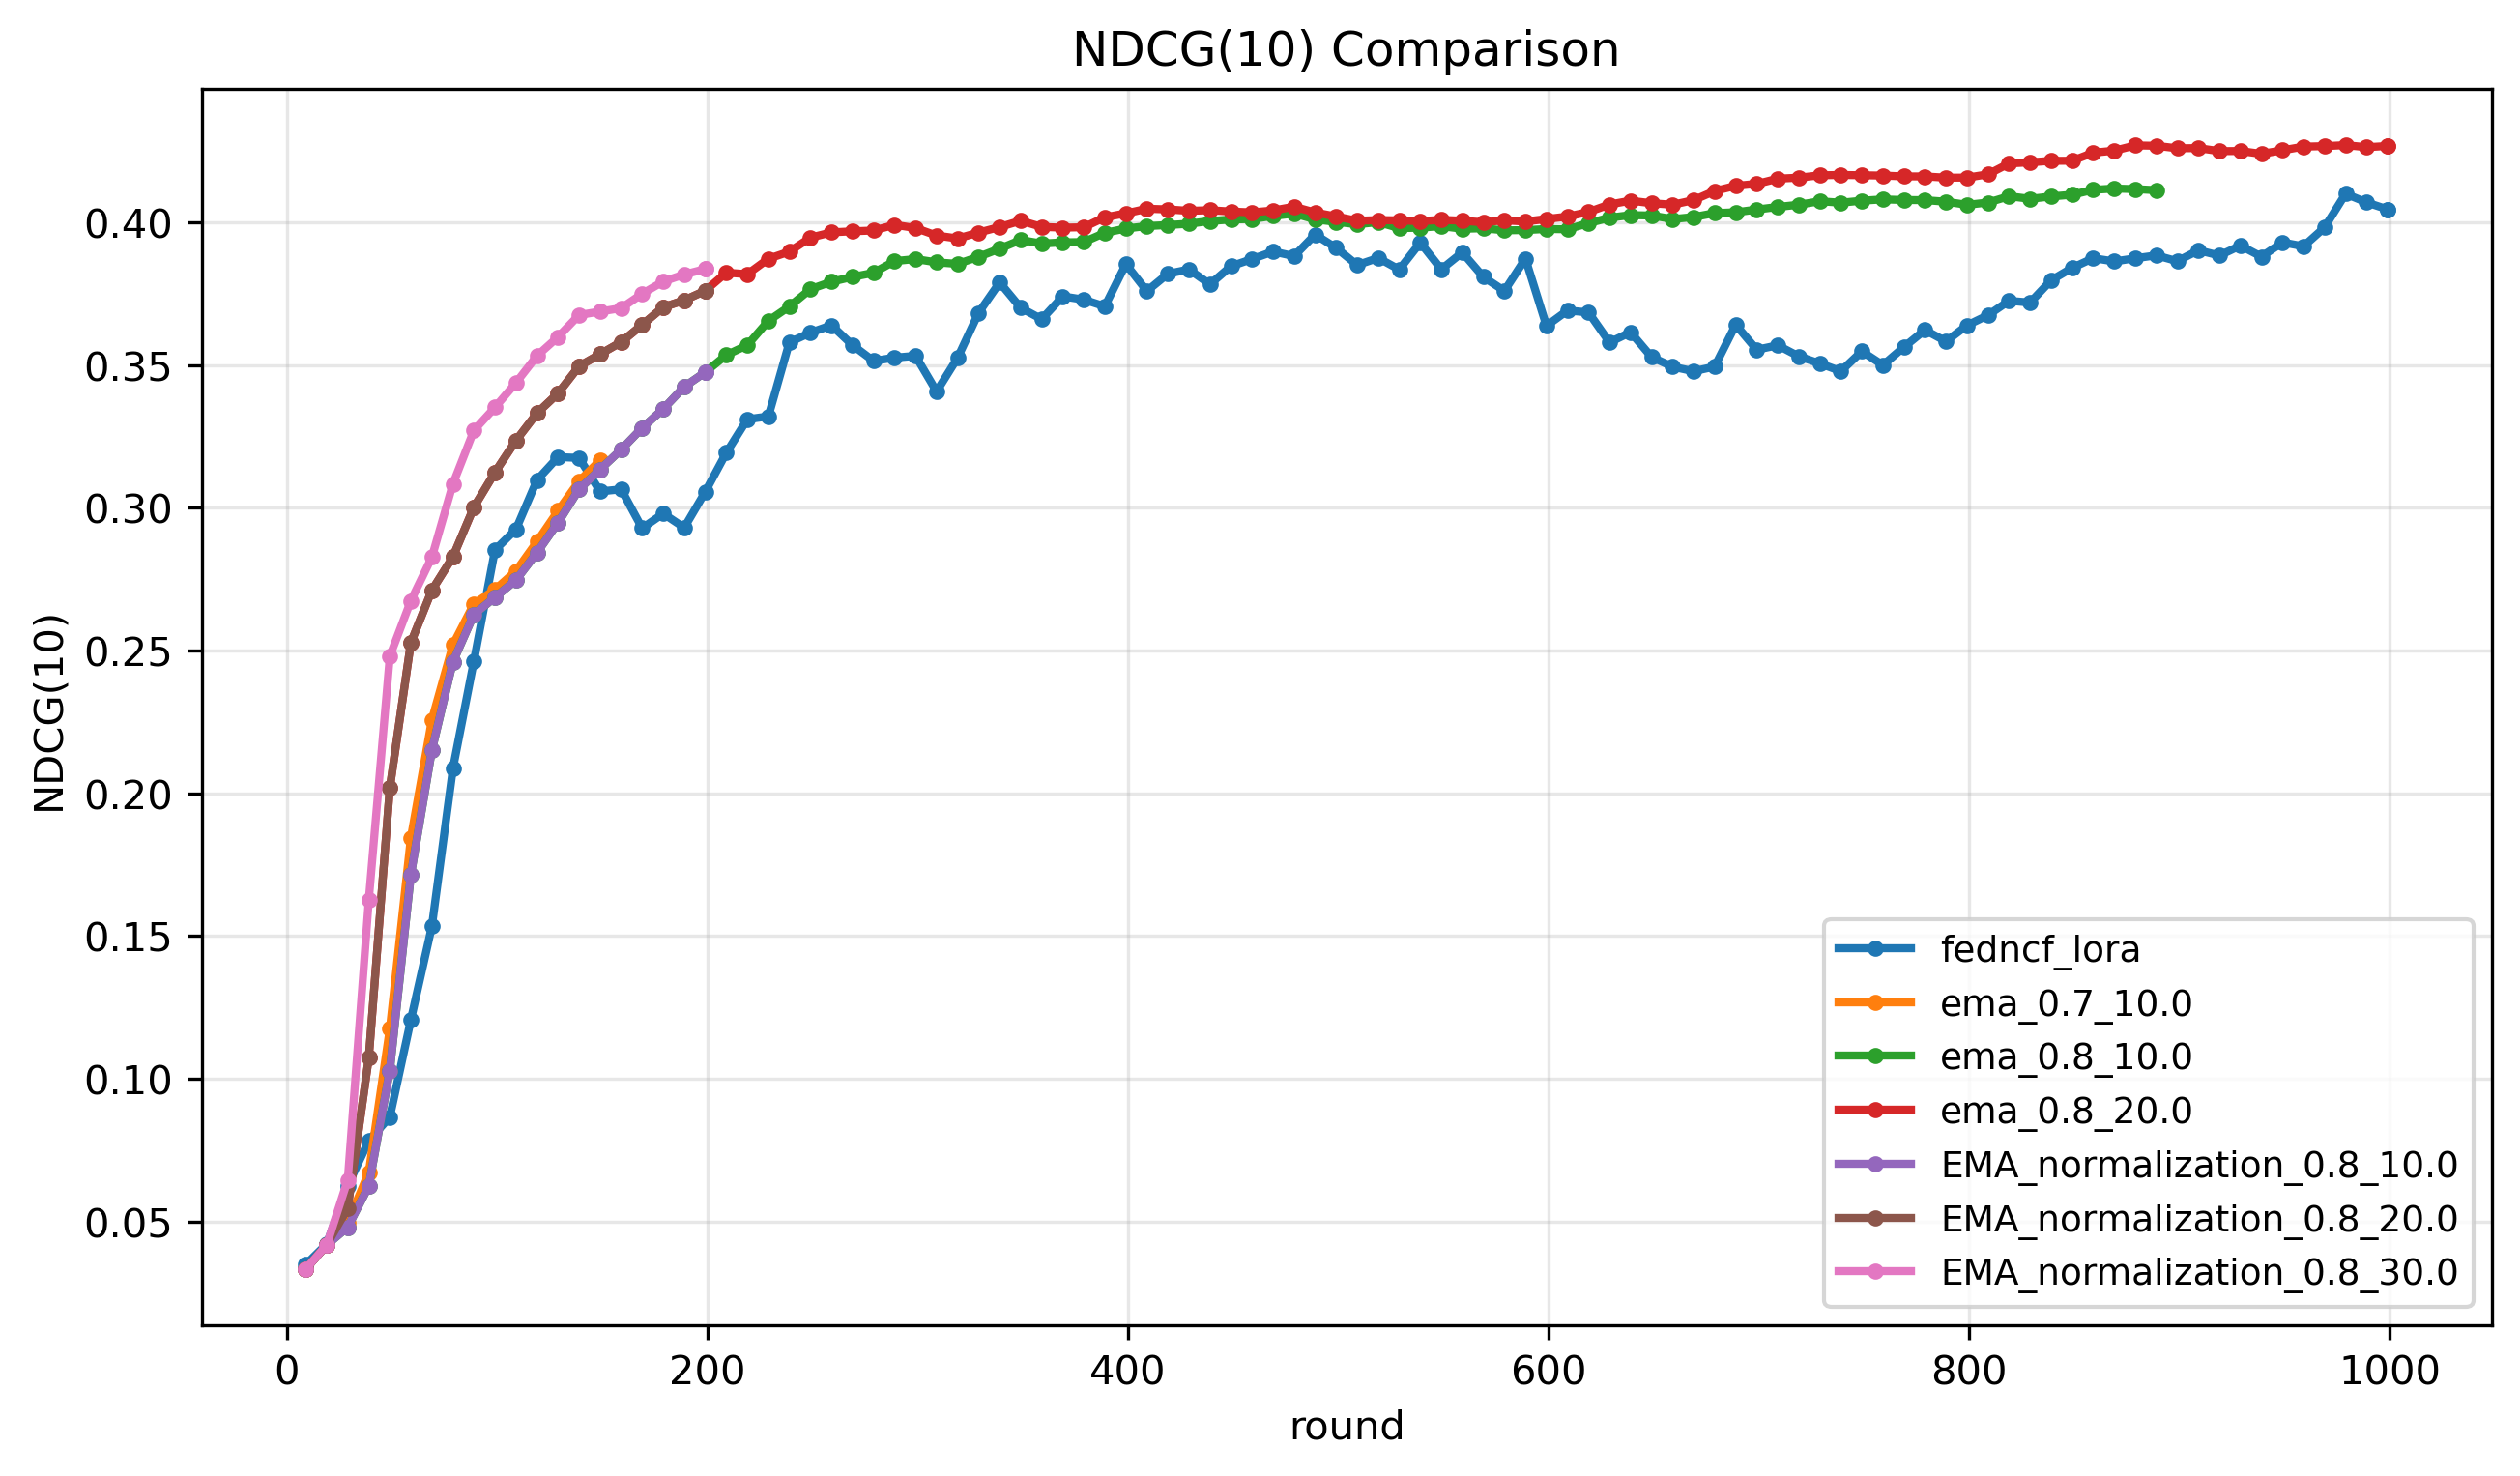 NDCG(10) Comparison
NDCG(10)
0.40
0.35
0.30
0.25
0.20
0.15
0.10
0.05
0 200 400 600 800 1000
round
fedncf_lora
ema_0.7_10.0
ema_0.8_10.0
ema_0.8_20.0
EMA_normalization_0.8_10.0
EMA_normalization_0.8_20.0
EMA_normalization_0.8_30.0